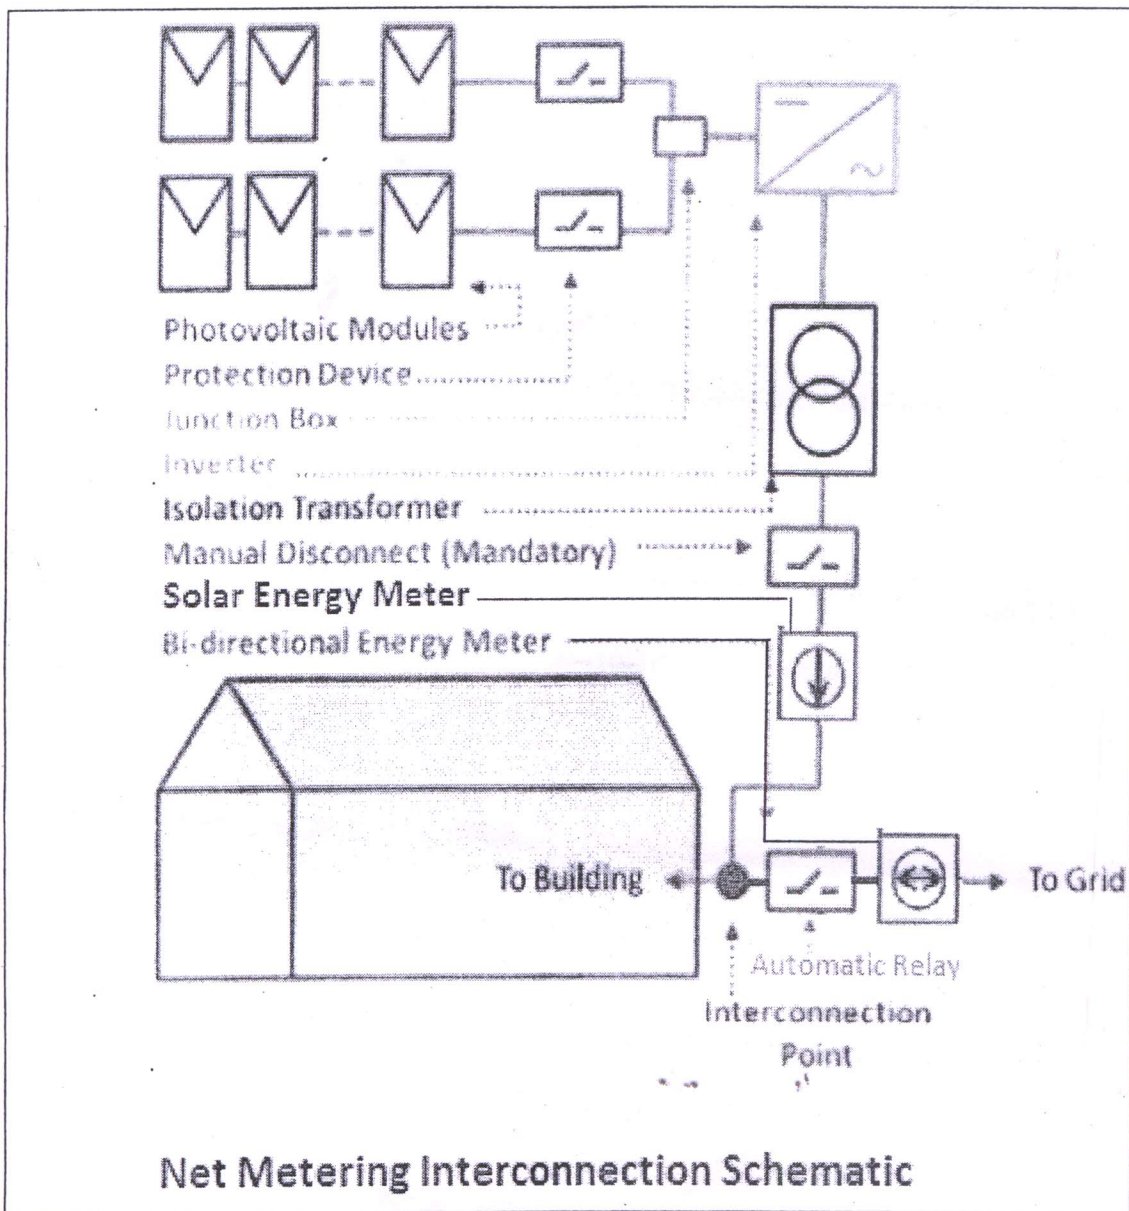 Photovoltaic Modules
Protection Device
Junction Box
Inverter
Isolation Transformer
Manual Disconnect (Mandatory)
Solar Energy Meter
Bi-directional Energy Meter
To Building
To Grid
Automatic Relay
Interconnection
Point
Net Metering Interconnection Schematic